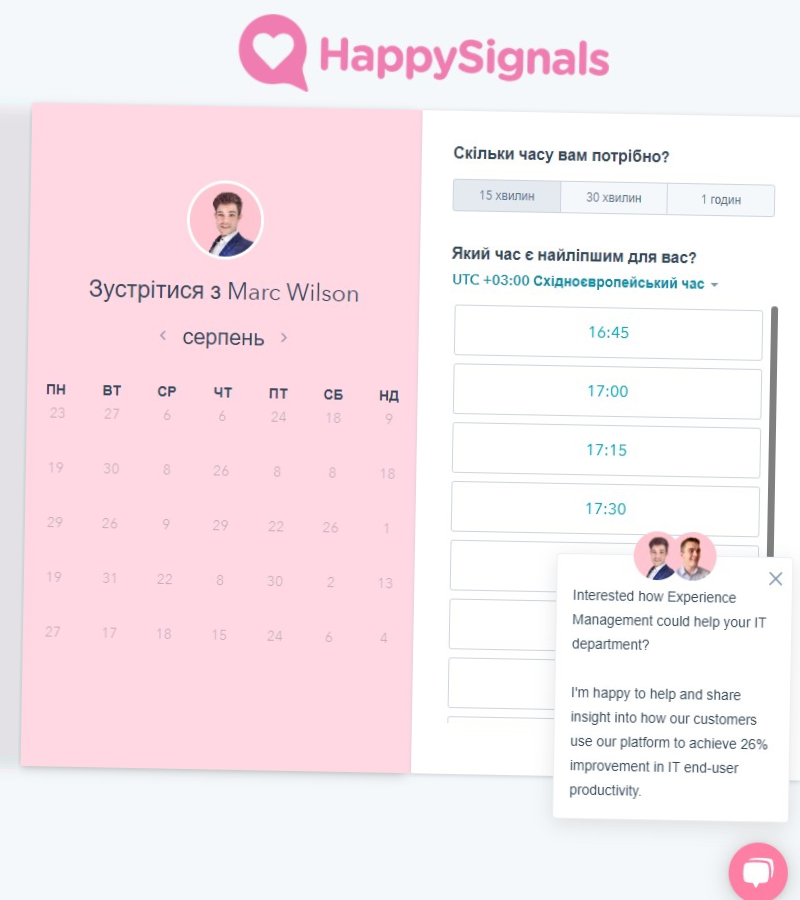 HappySignals
Зустрітися з Marc Wilson
серпень
ПН ВТ СР ЧТ ПТ СБ НД
23 27 6 6 24 18 9
19 30 8 26 8 8 18
29 26 9 29 22 26 1
19 31 22 8 30 2 13
27 17 18 15 24 6 4
Скільки часу вам потрібно?
15 хвилин 30 хвилин 1 годин
Який час є найліпшим для вас?
UTC +03:00 Східноєвропейський час
16:45
17:00
17:15
17:30
Interested how Experience
Management could help your IT
department?
I'm happy to help and share
insight into how our customers
use our platform to achieve 26%
improvement in IT end-user
productivity.